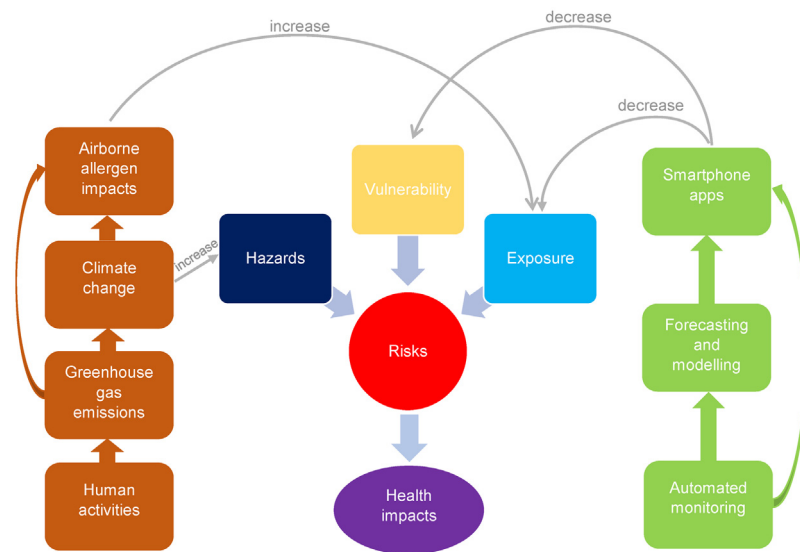 increase
decrease
decrease
Airborne
allergen
impacts
Vulnerability
Smartphone
apps
Climate
change
increase
Hazards
Exposure
Risks
Forecasting
and
modelling
Greenhouse
gas
emissions
Human
activities
Health
impacts
Automated
monitoring